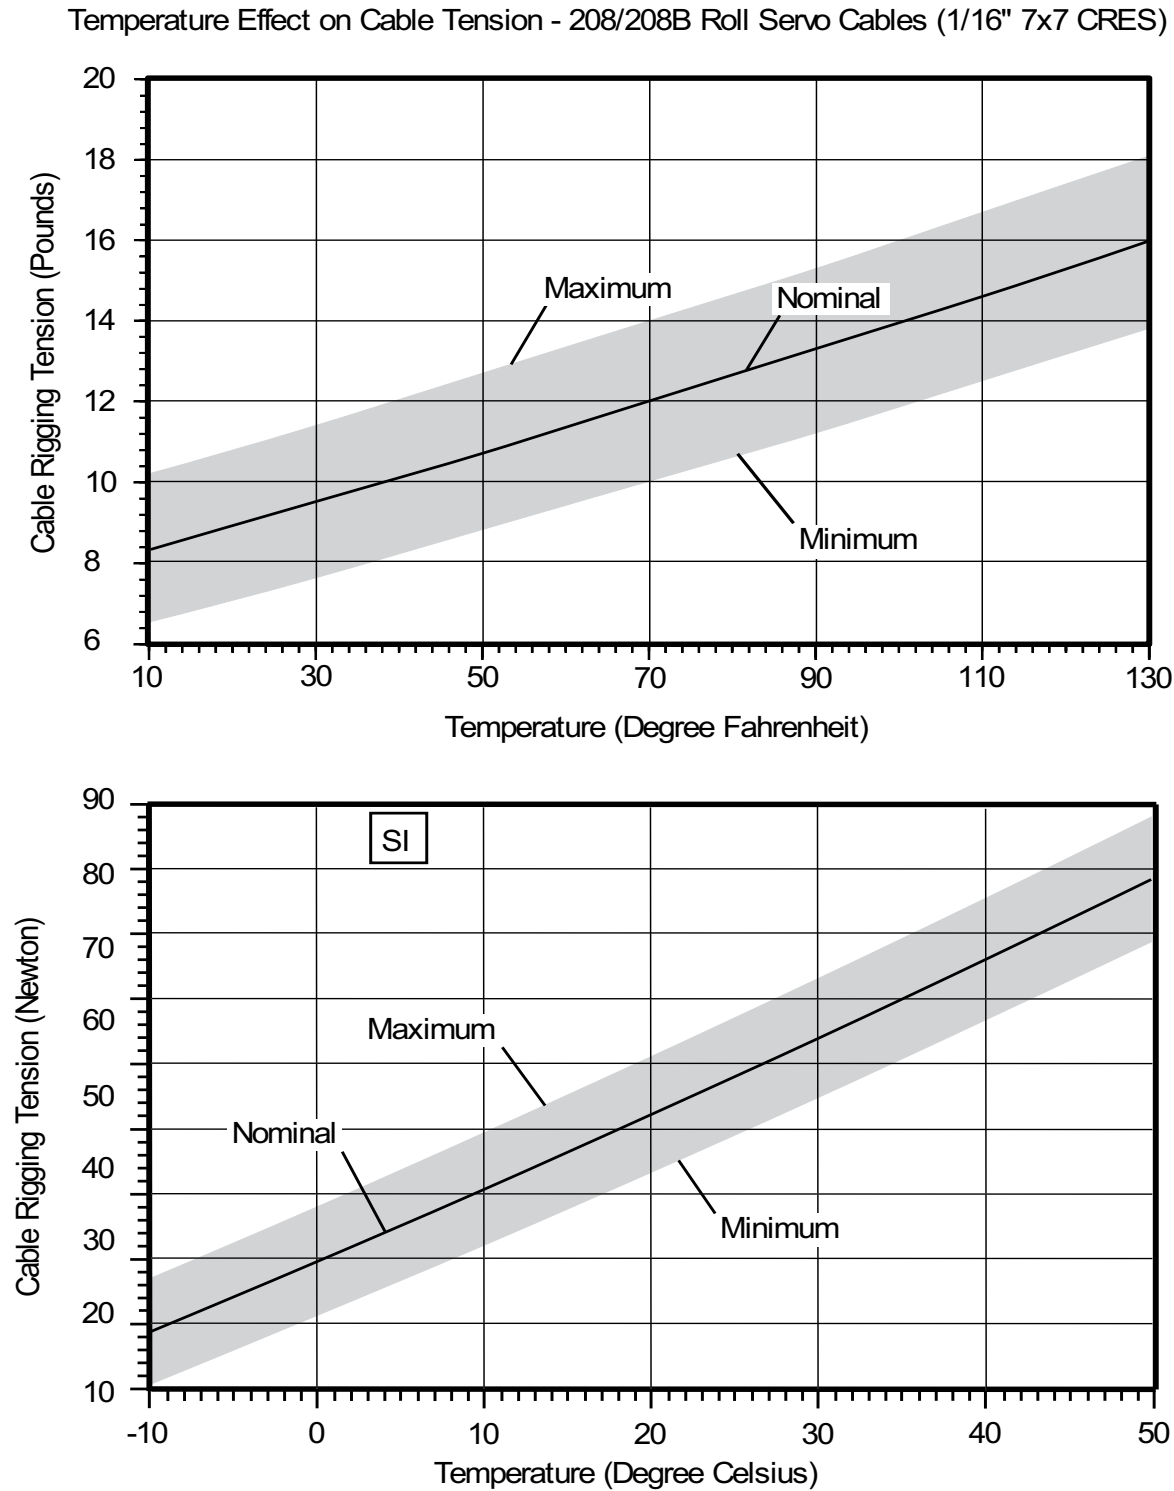 Temperature Effect on Cable Tension - 208/208B Roll Servo Cables (1/16" 7x7 CRES)
20
18
16
14
12
10
8
6
Cable Rigging Tension (Pounds)
Maximum
Nominal
Minimum
10 30 50 70 90 110 130
Temperature (Degree Fahrenheit)
90
80
70
60
50
40
30
20
10
Cable Rigging Tension (Newton)
SI
Maximum
Nominal
Minimum
-10 0 10 20 30 40 50
Temperature (Degree Celsius)